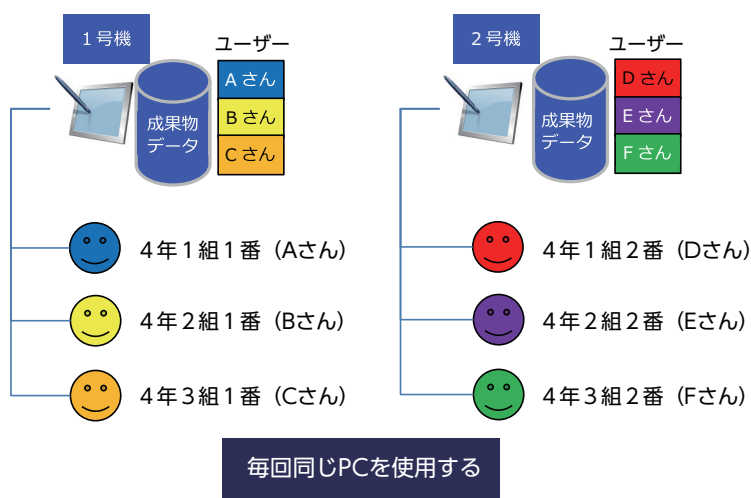 1号機
ユーザー
Aさん
Bさん
Cさん
成果物
データ
4年1組1番（Aさん）
4年2組1番（Bさん）
4年3組1番（Cさん）
2号機
ユーザー
Dさん
Eさん
Fさん
成果物
データ
4年1組2番（Dさん）
4年2組2番（Eさん）
4年3組2番（Fさん）
毎回同じPCを使用する